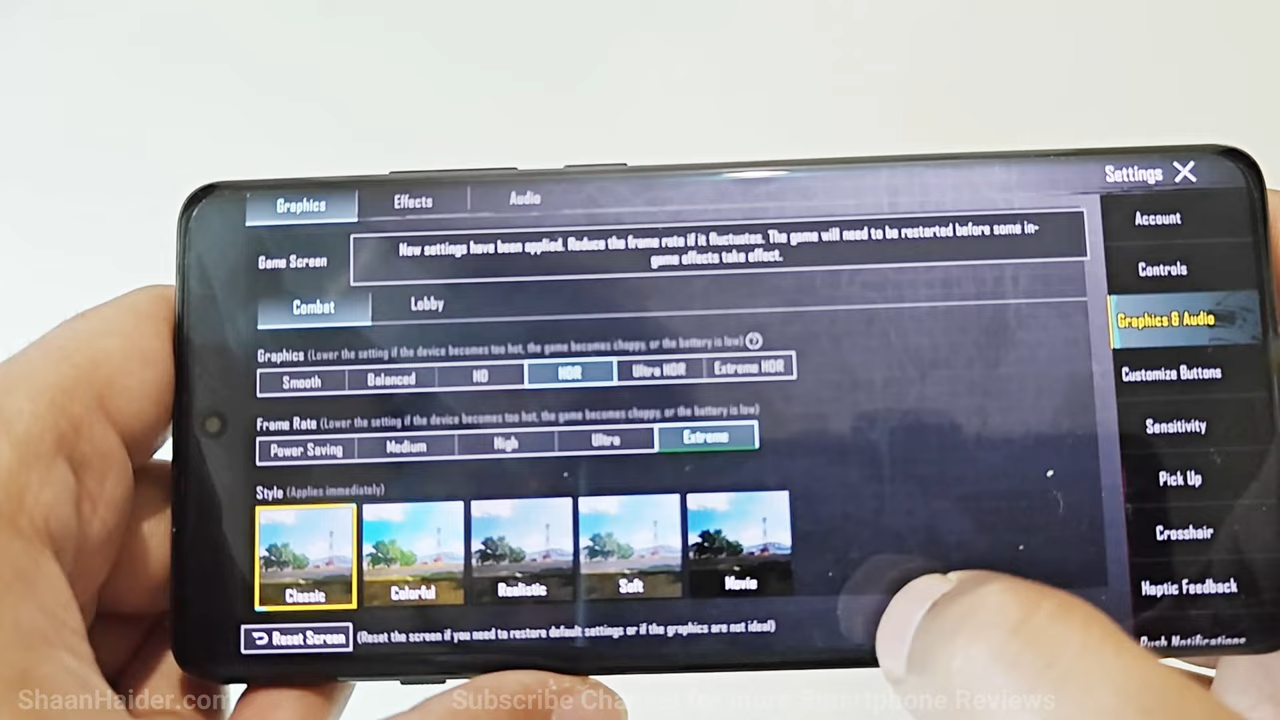 Settings
Graphics
Effects
Audio
Account
Game Screen
New settings have been applied. Reduce the frame rate if it fluctuates. The game will need to be restarted before some in-
game effects take effect.
Controls
Combat
Lobby
Graphics & Audio
Graphics (Lower the setting if the device becomes too hot, the game becomes choppy, or the battery is low)
Smooth
Balanced
HD
HDR
Ultra HDR
Extreme HDR
Customize Buttons
Frame Rate (Lower the setting if the device becomes too hot, the game becomes choppy, or the battery is low)
Power Saving
Medium
High
Ultra
Extreme
Sensitivity
Style (Applies immediately)
Pick Up
Crosshair
Classic
Colorful
Realistic
Soft
Movie
Haptic Feedback
Reset Screen (Reset the screen if you need to restore default settings or if the graphics are not ideal)
Push Notifications
ShaanHaider.com
Subscribe Channel for more Smartphone Reviews